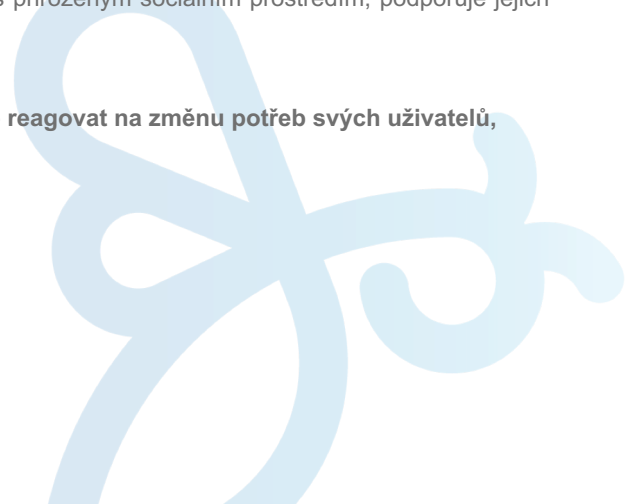 s přirozeným sociálním prostředím, podporuje jejich
reagovat na změnu potřeb svých uživatelů,